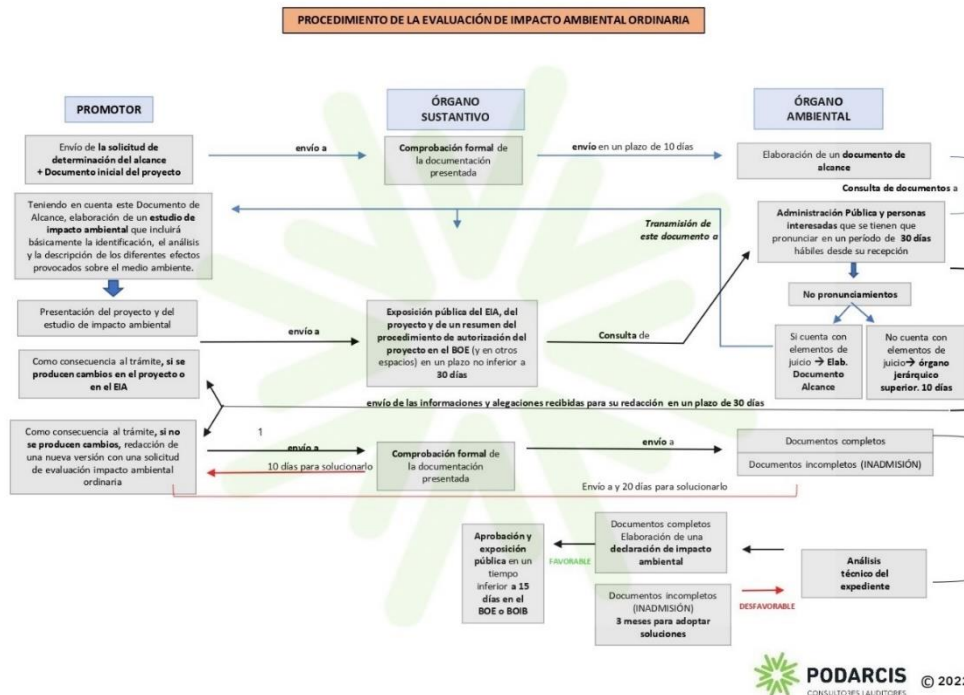 PROCEDIMIENTO DE LA EVALUACIÓN DE IMPACTO AMBIENTAL ORDINARIA
PROMOTOR
ÓRGANO
SUSTANTIVO
ÓRGANO
AMBIENTAL
Envío de la solicitud de
determinación del alcance
+ Documento inicial del proyecto
envío a
Comprobación formal de
la documentación
presentada
envío en un plazo de 10 días
Elaboración de un documento de
alcance
Consulta de documentos a
Teniendo en cuenta este Documento de
Alcance, elaboración de un estudio de
impacto ambiental que incluirá
básicamente la identificación, el análisis
y la descripción de los diferentes efectos
provocados sobre el medio ambiente.
Transmisión de
este documento a
Administración Pública y personas
interesadas que se tienen que
pronunciar en un período de 30 días
hábiles desde su recepción
No pronunciamientos
Presentación del proyecto y del
estudio de impacto ambiental
envío a
Exposición pública del EIA, del
proyecto y de un resumen del
procedimiento de autorización del
proyecto en el BOE (y en otros
espacios) en un plazo no inferior a
30 días
Consulta de
Si cuenta con
elementos de
juicio → Elab.
Documento
Alcance
No cuenta con
elementos de
juicio→ órgano
jerárquico
superior. 10 días
Como consecuencia al trámite, si se
producen cambios en el proyecto o
en el EIA
envío de las informaciones y alegaciones recibidas para su redacción en un plazo de 30 días
Como consecuencia al trámite, si no
se producen cambios, redacción de
una nueva versión con una solicitud
de evaluación impacto ambiental
ordinaria
1
envío a
10 días para solucionarlo
Comprobación formal de
la documentación
presentada
envío a
Documentos completos
Documentos incompletos (INADMISIÓN)
Envío a y 20 días para solucionarlo
Aprobación y
exposición
pública en un
tiempo
inferior a 15
días en el
BOE o BOIB
FAVORABLE
Documentos completos
Elaboración de una
declaración de impacto
ambiental
Documentos incompletos
(INADMISIÓN)
3 meses para adoptar
soluciones
DESFAVORABLE
Análisis
técnico del
expediente
PODARCIS
CONSULTORES I AUDITORES
© 2022